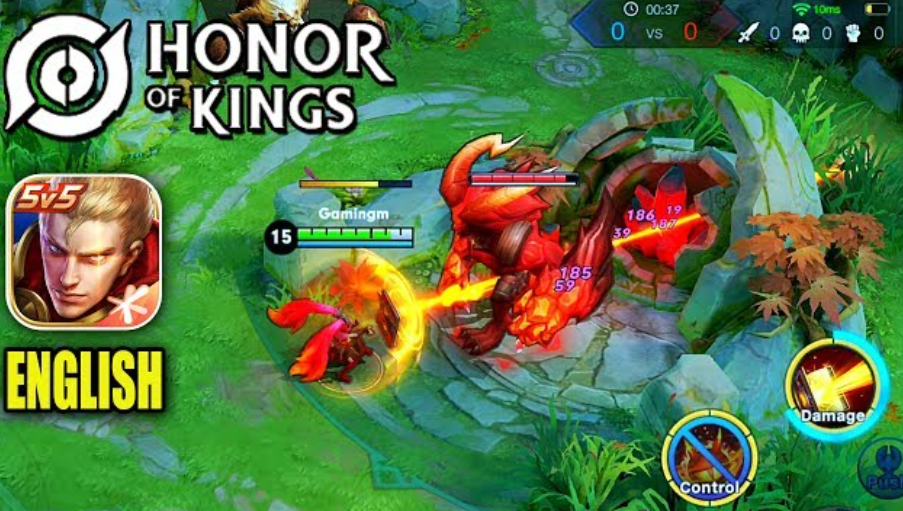 HONOR
OF KINGS
5v5
ENGLISH
00:37
0 VS 0
0
0
0
10ms
Gamingm
15
186
19
39
187
185
59
Damage
Control